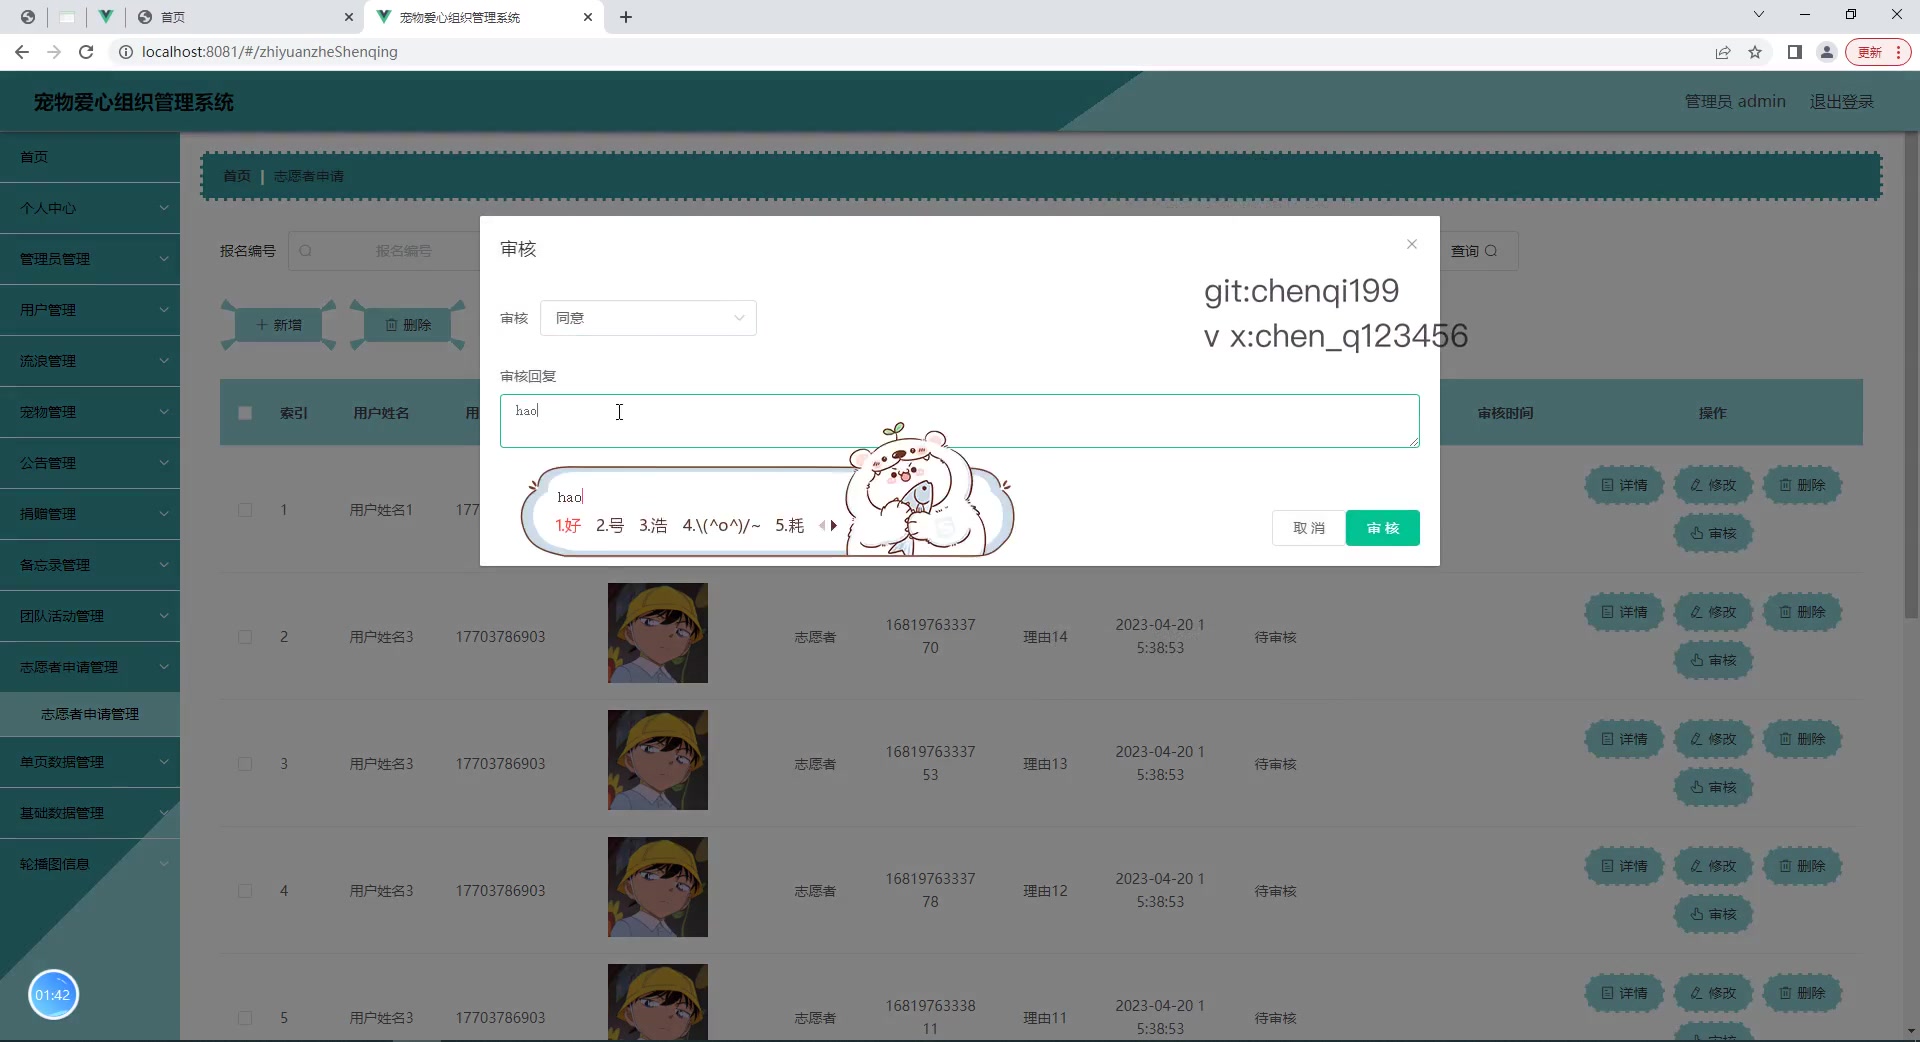 首页
宠物爱心组织管理系统
localhost:8081/#/zhiyuanzheShenqing
更新
宠物爱心组织管理系统
管理员 admin
退出登录
首页
个人中心
管理员管理
用户管理
流浪管理
宠物管理
公告管理
捐赠管理
备忘录管理
团队活动管理
志愿者申请管理
志愿者申请管理
单页数据管理
基础数据管理
轮播图信息
01:42
首页 | 志愿者申请
报名编号
报名编号
查询
新增
删除
审核
git:chenqi199
v x:chen_q123456
审核
同意
审核回复
hao
hao
1.好 2.号 3.浩 4.\(^o^)/~ 5.耗
取 消
审 核
索引 用户姓名 用 审核时间 操作
1 用户姓名1 177
详情 修改 删除
审核
2 用户姓名3 17703786903 志愿者 16819763337 理由14 2023-04-20 1 待审核
70 5:38:53
详情 修改 删除
审核
3 用户姓名3 17703786903 志愿者 16819763337 理由13 2023-04-20 1 待审核
53 5:38:53
详情 修改 删除
审核
4 用户姓名3 17703786903 志愿者 16819763337 理由12 2023-04-20 1 待审核
78 5:38:53
详情 修改 删除
审核
5 用户姓名3 17703786903 志愿者 16819763338 理由11 2023-04-20 1 待审核
11 5:38:53
详情 修改 删除